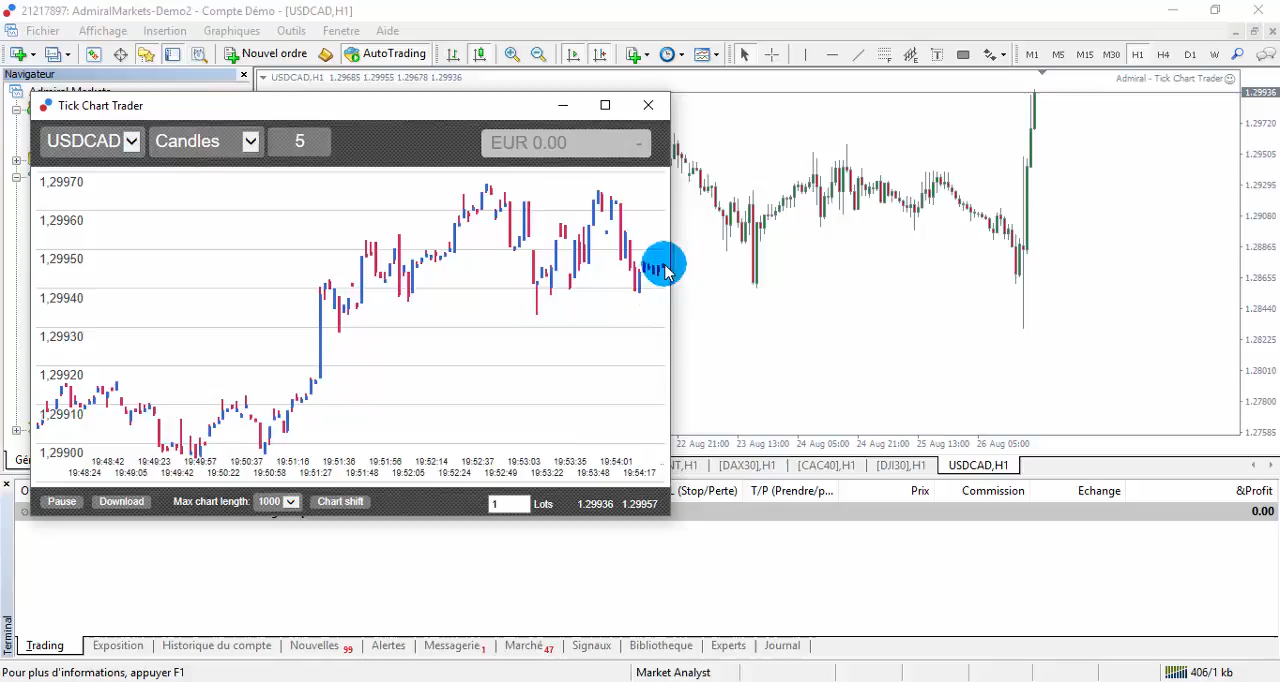 21217897: AdmiralMarkets-Demo2 - Compte Démo - [USDCAD,H1]
Fichier Affichage Insertion Graphiques Outils Fenetre Aide
Nouvel ordre AutoTrading M1 M5 M15 M30 H1 H4 D1 W
Navigateur
USDCAD,H1 1.29685 1.29955 1.29678 1.29936
Admiral - Tick Chart Trader
Admiral Markets
Tick Chart Trader
USDCAD Candles 5 EUR 0.00 -
1,29970
1,29960
1,29950
1,29940
1,29930
1,29920
1,29910
1,29900
19:48:42 19:49:23 19:49:57 19:50:37 19:51:16 19:51:36 19:51:56 19:52:14 19:52:37 19:53:03 19:53:35 19:54:01
19:48:24 19:49:05 19:49:42 19:50:22 19:50:58 19:51:27 19:51:48 19:52:05 19:52:24 19:52:49 19:53:22 19:53:48 19:54:17
Pause Download Max chart length: 1000 Chart shift 1 Lots 1.29936 1.29957
1.29936
1.29720
1.29505
1.29295
1.29080
1.28865
1.28655
1.28440
1.28225
1.28010
1.27800
1.27585
22 Aug 21:00 23 Aug 13:00 24 Aug 05:00 24 Aug 21:00 25 Aug 13:00 26 Aug 05:00
NT,H1 [DAX30],H1 [CAC40],H1 [DJI30],H1 USDCAD,H1
(Stop/Perte) T/P (Prendre/p... Prix Commission Echange &Profit
0.00
Terminal
Trading Exposition Historique du compte Nouvelles 99 Alertes Messagerie 1 Marché 47 Signaux Bibliotheque Experts Journal
Pour plus d'informations, appuyer F1 Market Analyst 406/1 kb